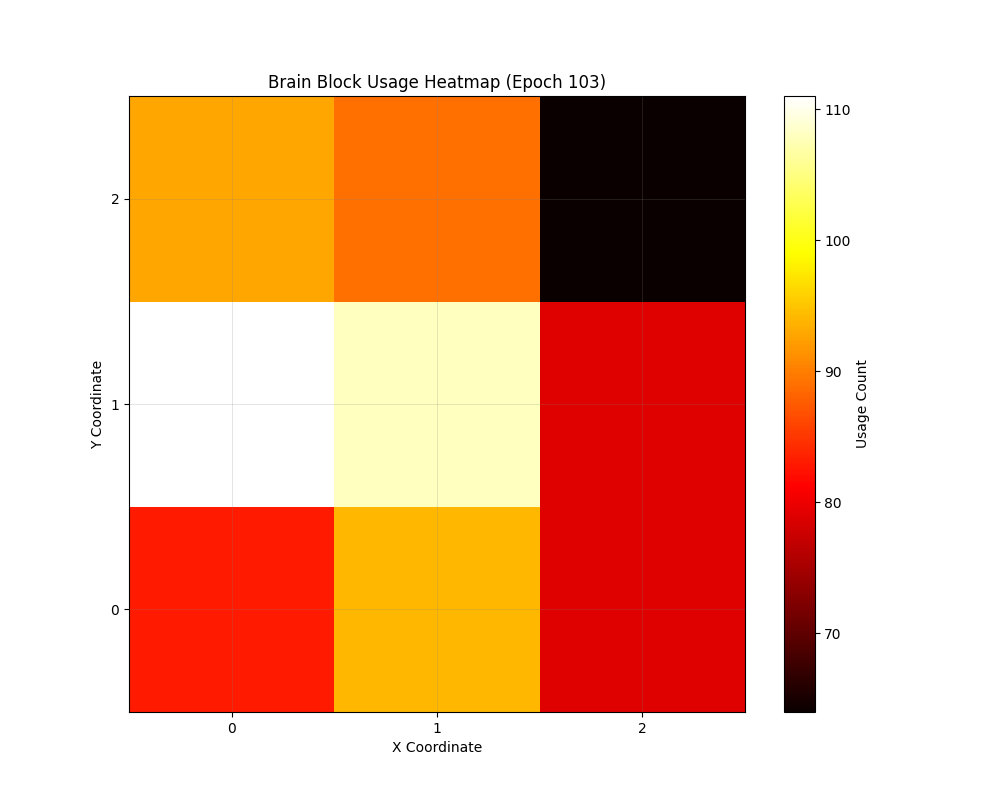 Brain Block Usage Heatmap (Epoch 103)
2
1
0
Y Coordinate
0 1 2
X Coordinate
110
100
90
80
70
Usage Count